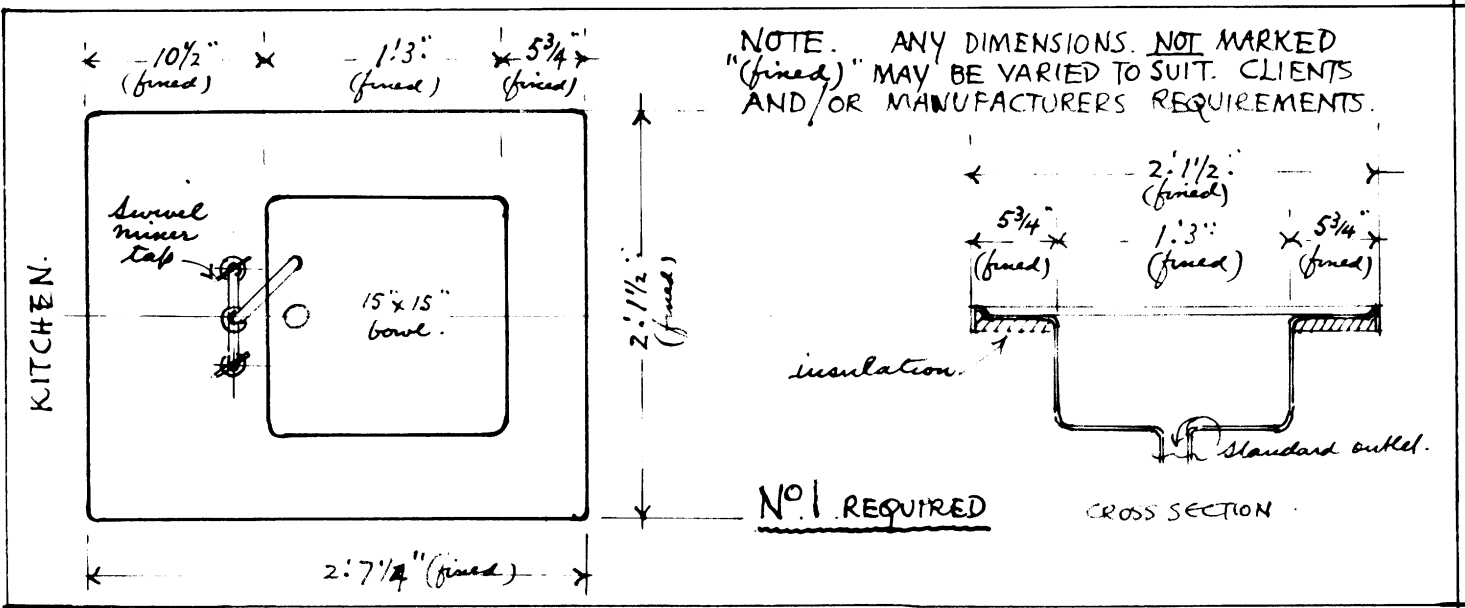 10½"
(fixed)
1'.3"
(fixed)
5¾"
(fixed)
NOTE. ANY DIMENSIONS. NOT MARKED
"(fixed)" MAY BE VARIED TO SUIT. CLIENTS
AND/OR MANUFACTURERS REQUIREMENTS.
KITCHEN.
Swivel
mixer
tap
15" x 15"
bowl.
2'.1½"
(fixed)
2'.7¼" (fixed)
2'.1½"
(fixed)
5¾"
(fixed)
1'.3"
(fixed)
5¾"
(fixed)
insulation.
standard outlet.
Nº.1 REQUIRED
CROSS SECTION.